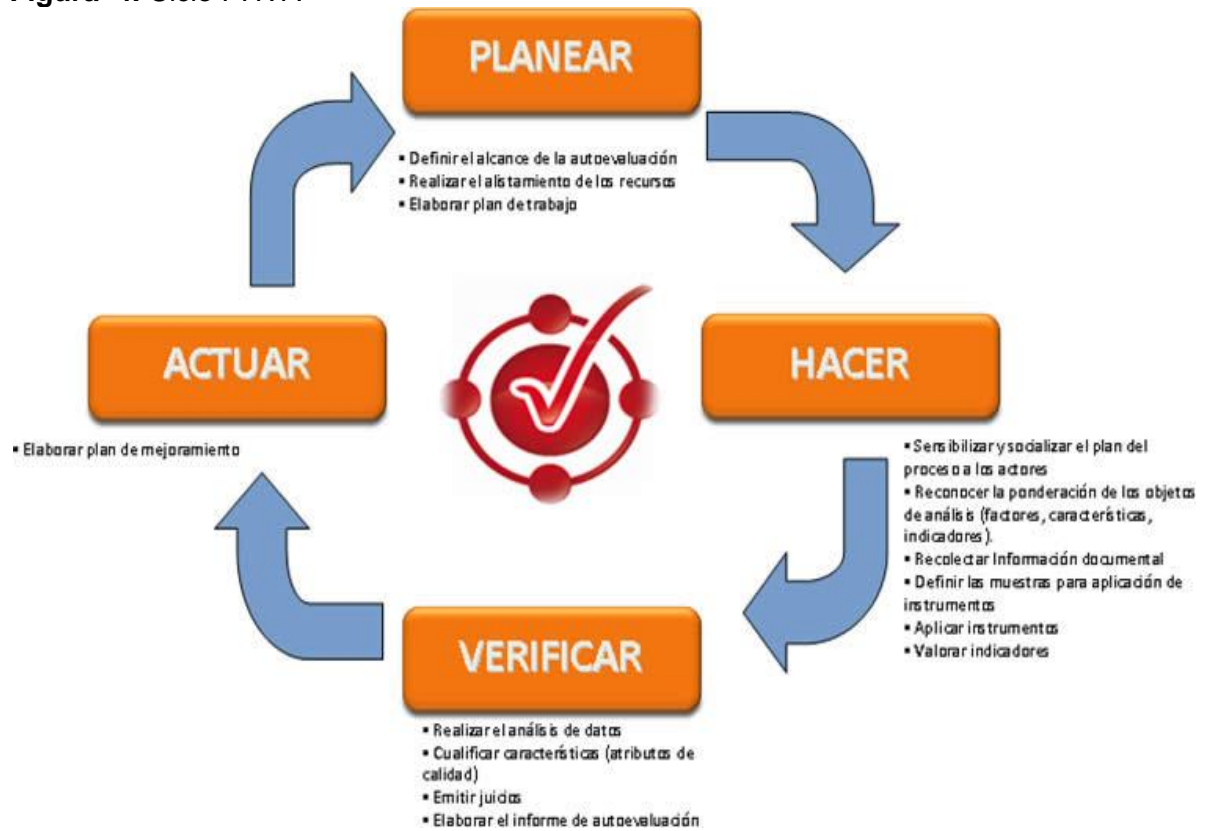 PLANEAR
▪ Definir el alcance de la autoevaluación
▪ Realizar el alistamiento de los recursos
▪ Elaborar plan de trabajo
ACTUAR
▪ Elaborar plan de mejoramiento
HACER
▪ Sensibilizar y socializar el plan del
proceso a los actores
▪ Reconocer la ponderación de los objetos
de análisis (factores, características,
indicadores).
▪ Recolectar Información documental
▪ Definir las muestras para aplicación de
instrumentos
▪ Aplicar instrumentos
▪ Valorar indicadores
VERIFICAR
▪ Realizar el análisis de datos
▪ Cualificar características (atributos de
calidad)
▪ Emitir juicios
▪ Elaborar el informe de autoevaluación